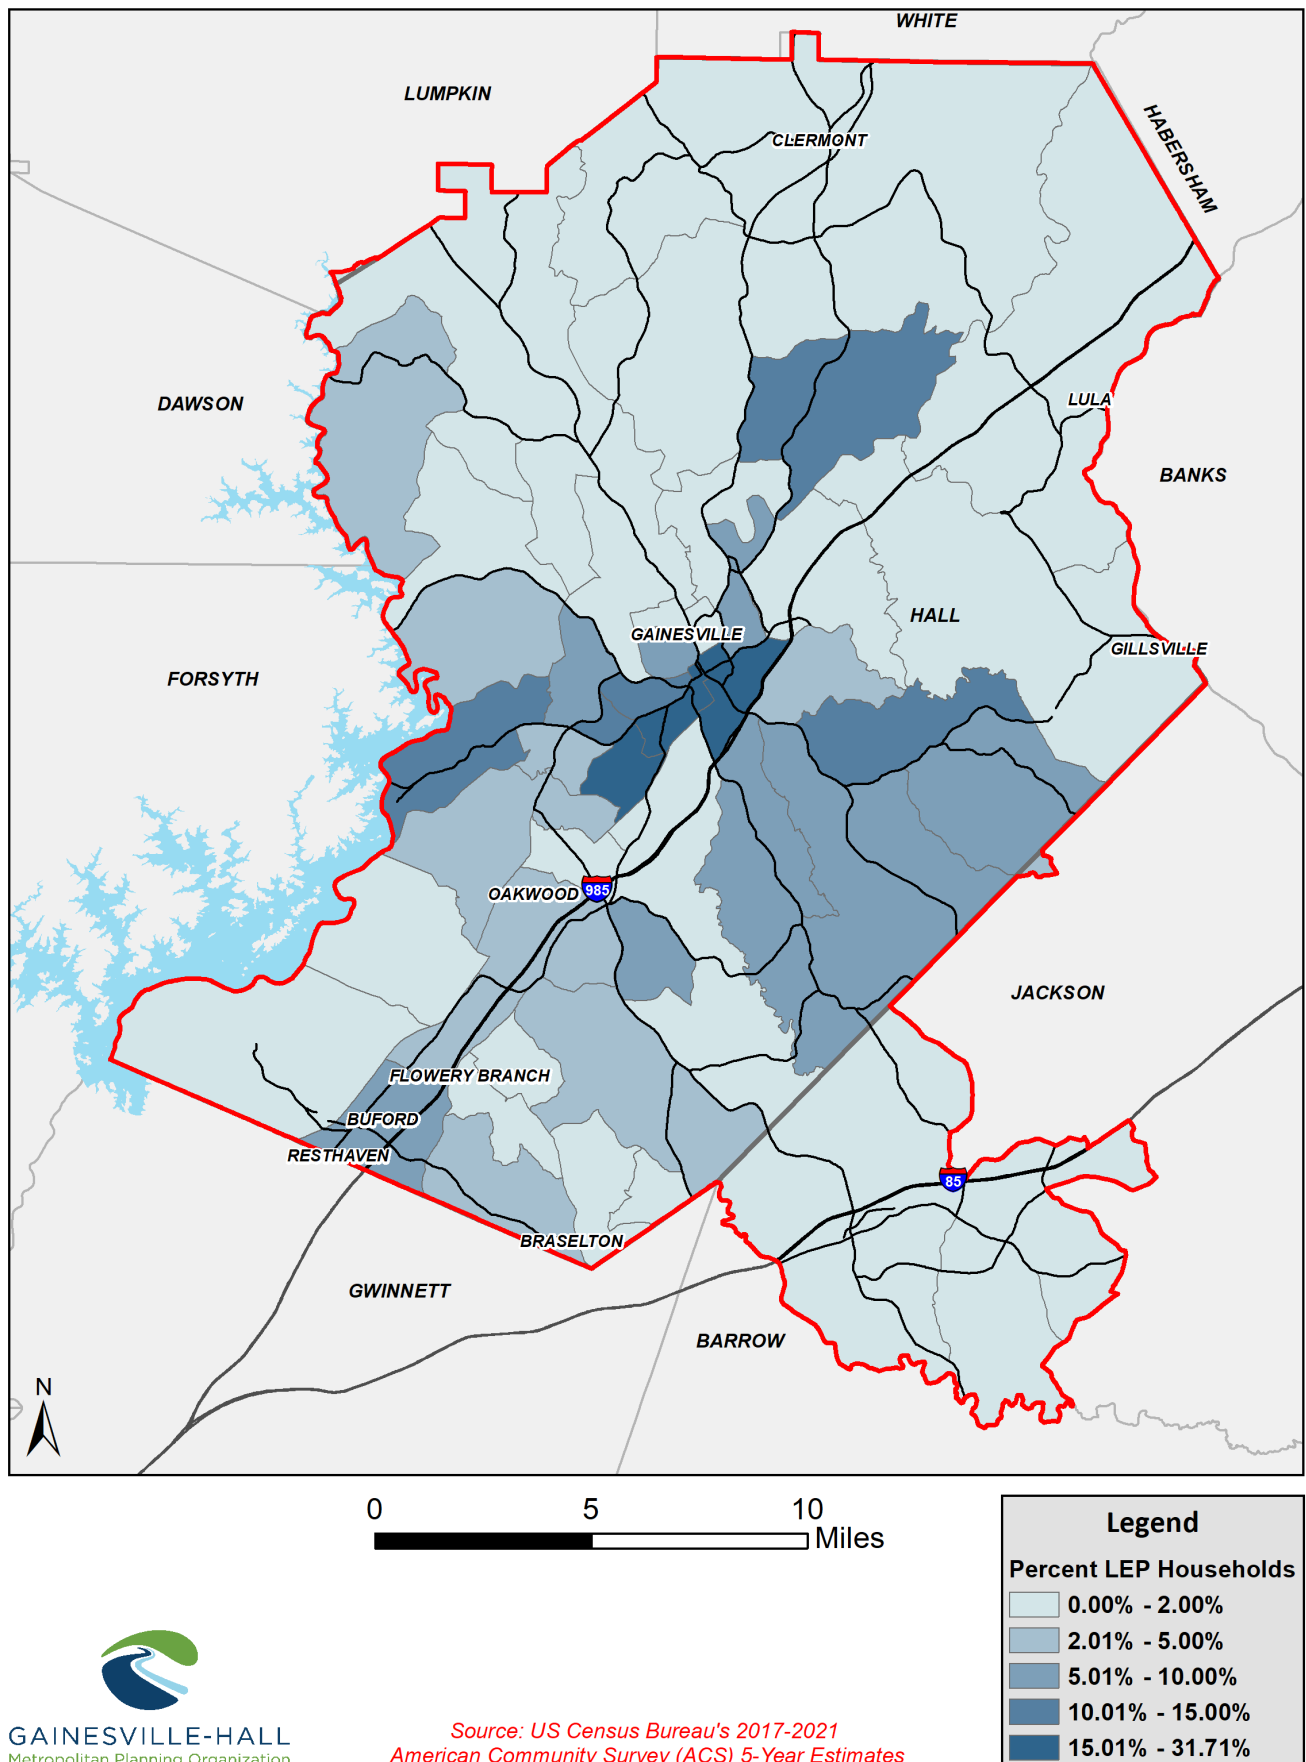 WHITE
LUMPKIN
HABERSHAM
CLERMONT
DAWSON
LULA
BANKS
HALL
GAINESVILLE
GILLSVILLE
FORSYTH
OAKWOOD
985
JACKSON
FLOWERY BRANCH
BUFORD
RESTHAVEN
85
BRASELTON
GWINNETT
BARROW
N
0 5 10
Miles
Legend
Percent LEP Households
0.00% - 2.00%
2.01% - 5.00%
5.01% - 10.00%
10.01% - 15.00%
15.01% - 31.71%
GAINESVILLE-HALL
Metropolitan Planning Organization
Source: US Census Bureau's 2017-2021
American Community Survey (ACS) 5-Year Estimates